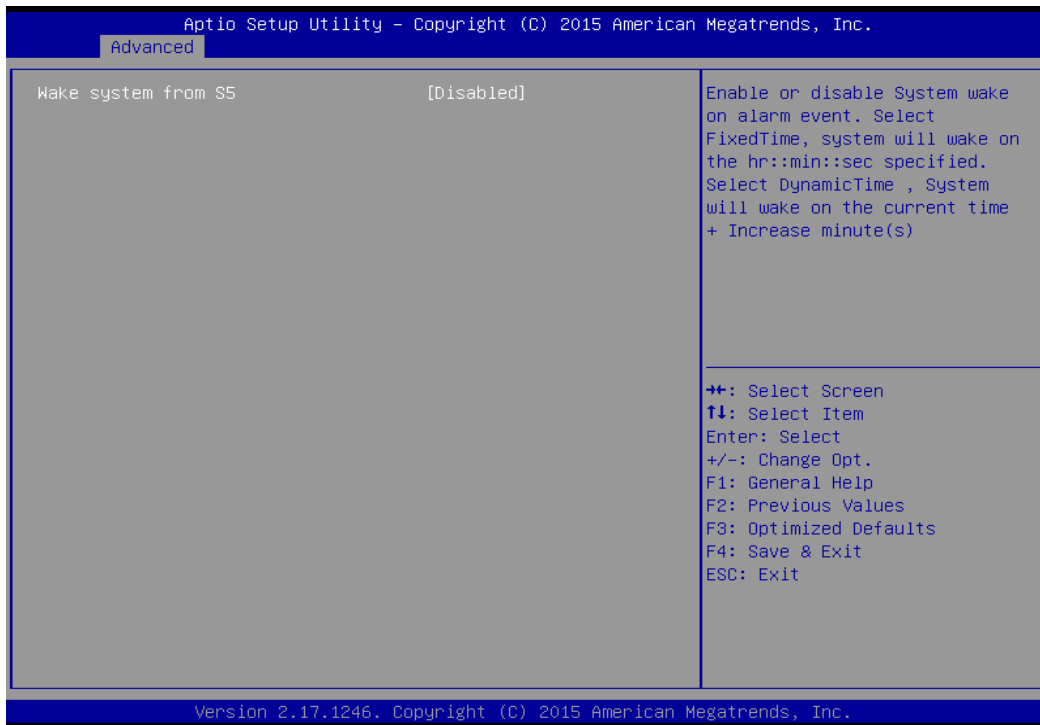 Aptio Setup Utility – Copyright (C) 2015 American Megatrends, Inc.
Advanced
Wake system from S5 [Disabled]
Enable or disable System wake
on alarm event. Select
FixedTime, system will wake on
the hr::min::sec specified.
Select DynamicTime , System
will wake on the current time
+ Increase minute(s)
→←: Select Screen
↑↓: Select Item
Enter: Select
+/-: Change Opt.
F1: General Help
F2: Previous Values
F3: Optimized Defaults
F4: Save & Exit
ESC: Exit
Version 2.17.1246. Copyright (C) 2015 American Megatrends, Inc.